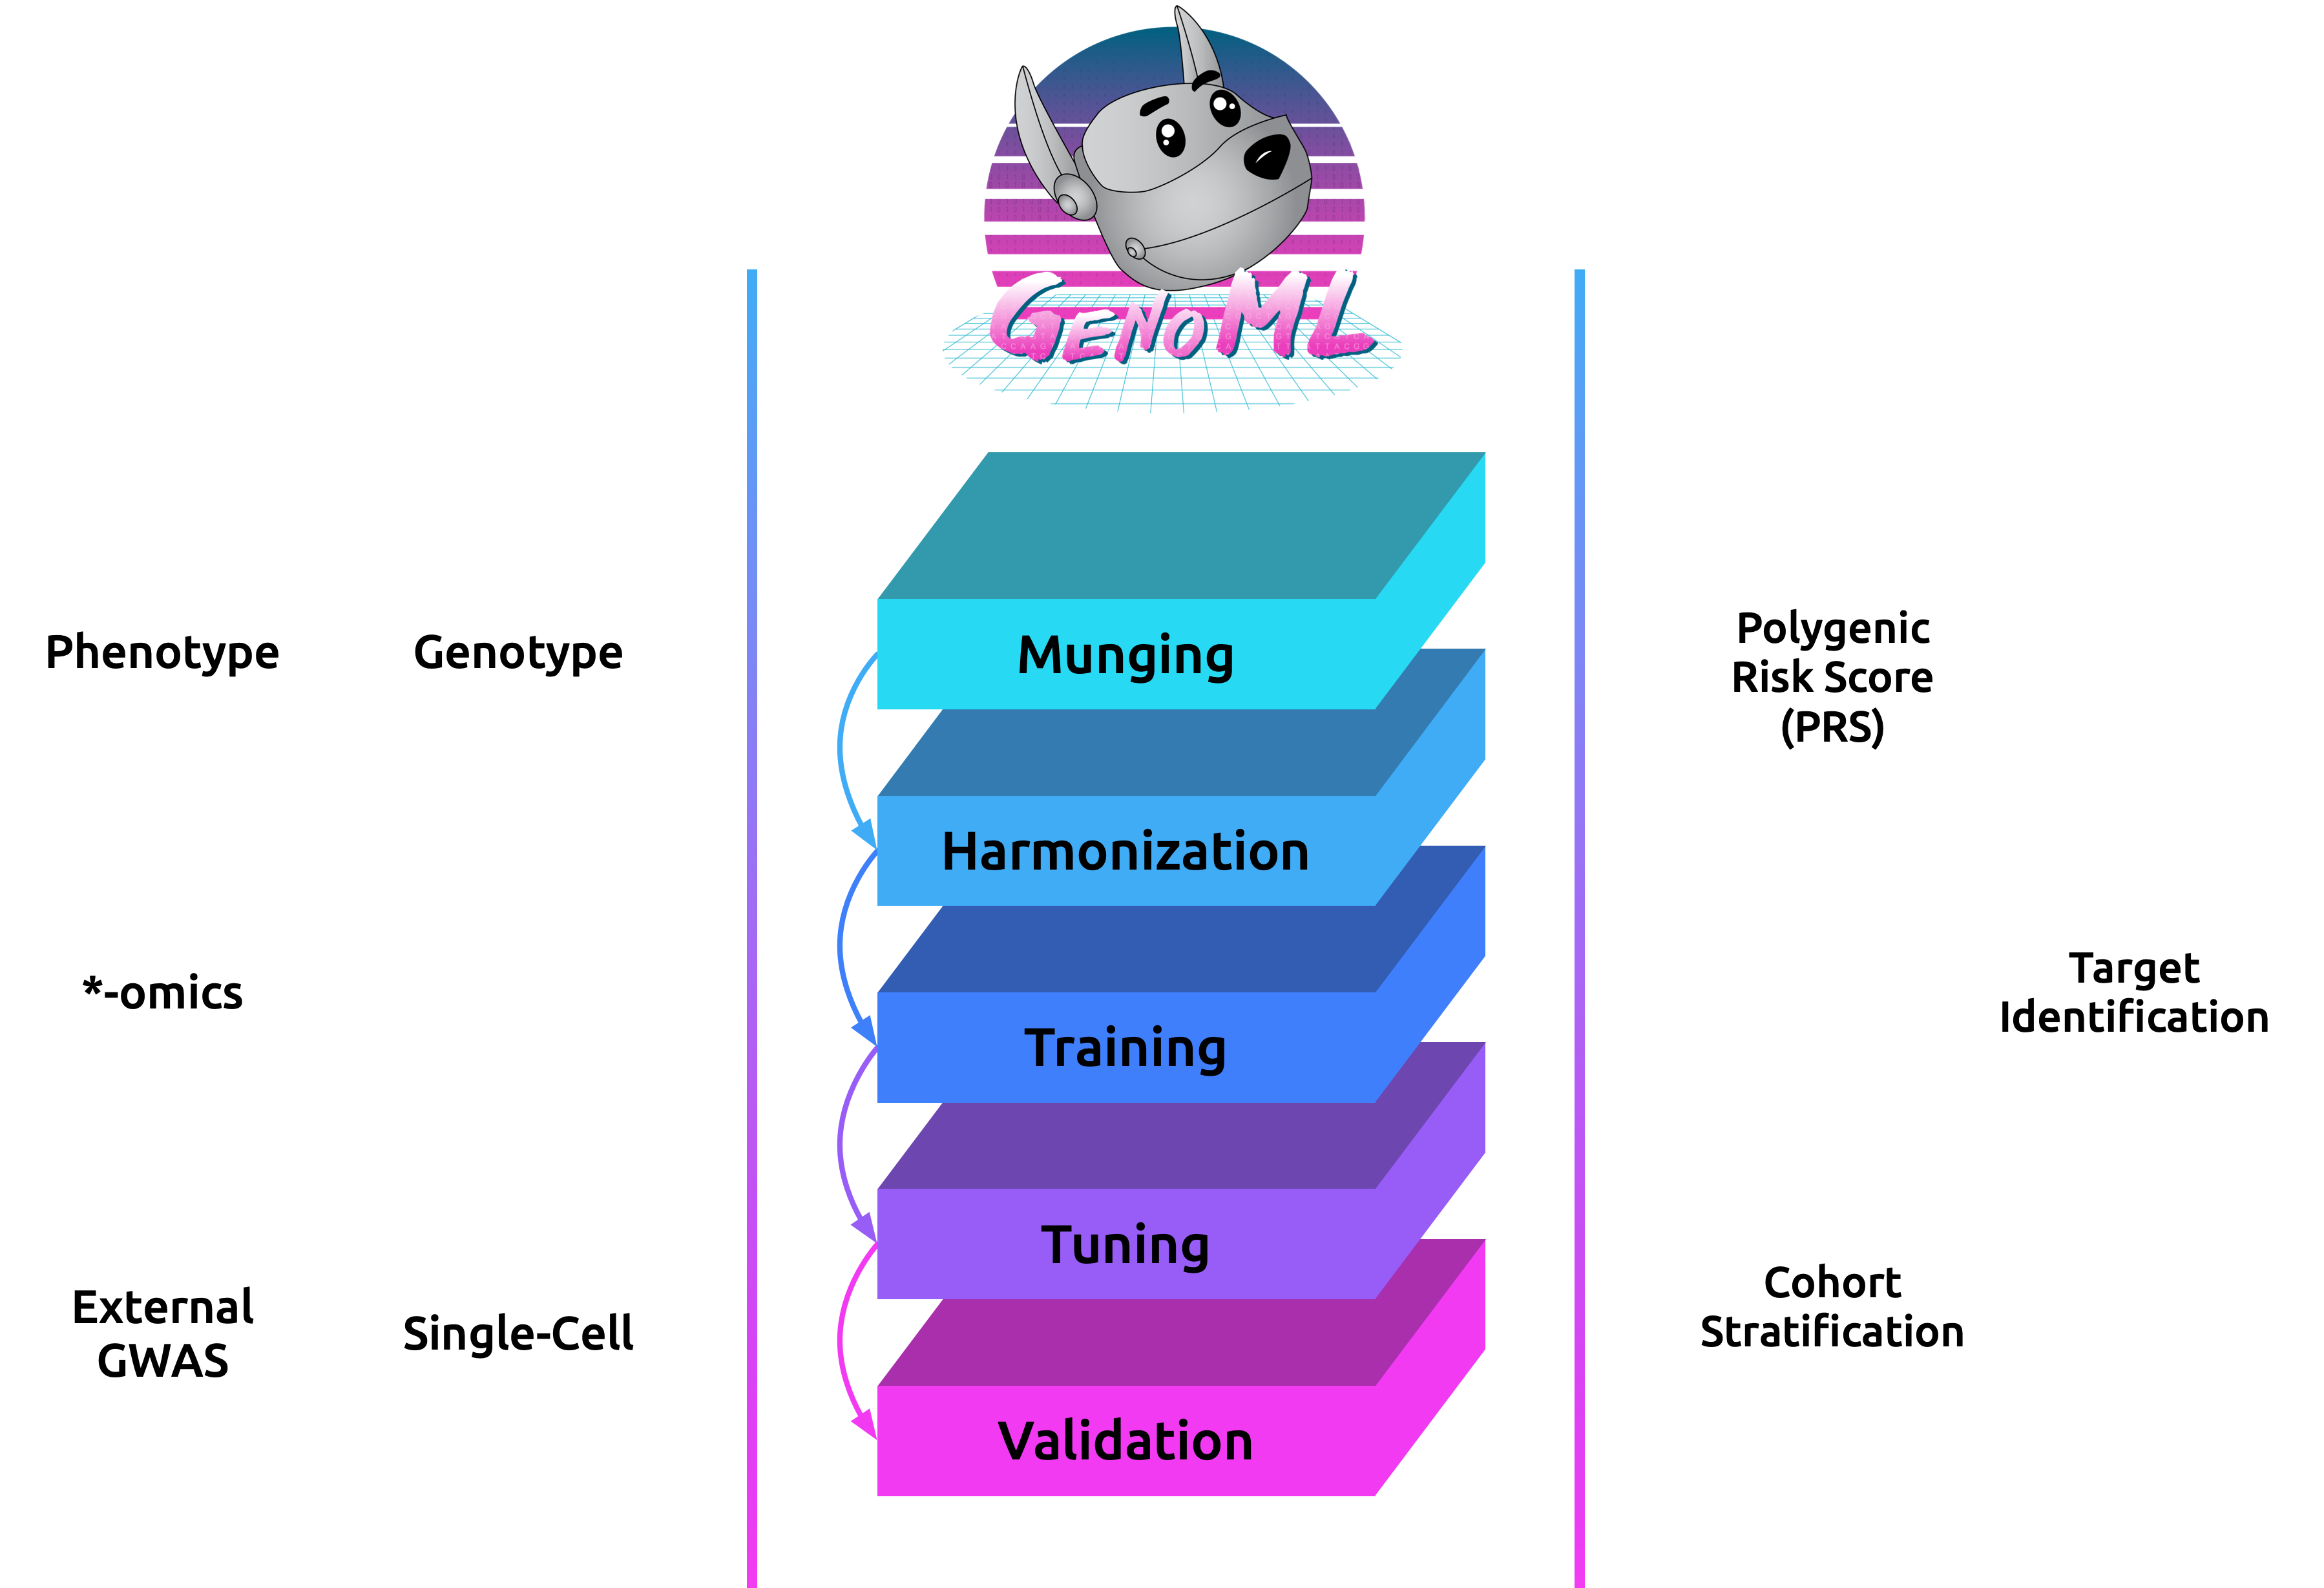 GenoML
Phenotype
Genotype
*-omics
External
GWAS
Single-Cell
Munging
Harmonization
Training
Tuning
Validation
Polygenic
Risk Score
(PRS)
Target
Identification
Cohort
Stratification